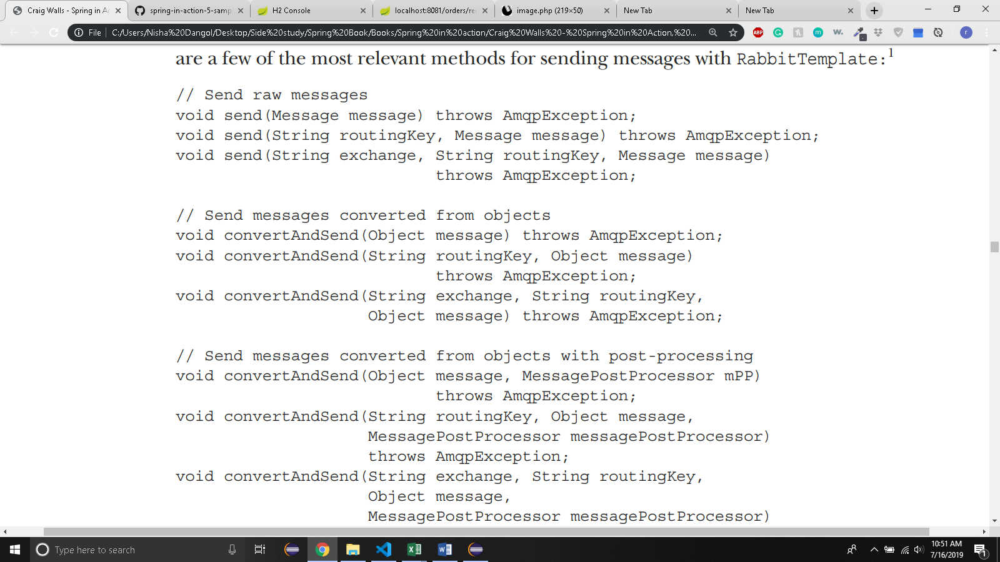 Craig Walls - Spring in Ac
spring-in-action-5-samp
H2 Console
localhost:8081/orders/re
image.php (219×50)
New Tab
New Tab
File
C:/Users/Nisha%20Dangol/Desktop/Side%20study/Spring%20Book/Books/Spring%20in%20action/Craig%20Walls%20-%20Spring%20in%20Action,%20...
ABP
m
w.
r
are a few of the most relevant methods for sending messages with RabbitTemplate:1
// Send raw messages
void send(Message message) throws AmqpException;
void send(String routingKey, Message message) throws AmqpException;
void send(String exchange, String routingKey, Message message)
throws AmqpException;
// Send messages converted from objects
void convertAndSend(Object message) throws AmqpException;
void convertAndSend(String routingKey, Object message)
throws AmqpException;
void convertAndSend(String exchange, String routingKey,
Object message) throws AmqpException;
// Send messages converted from objects with post-processing
void convertAndSend(Object message, MessagePostProcessor mPP)
throws AmqpException;
void convertAndSend(String routingKey, Object message,
MessagePostProcessor messagePostProcessor)
throws AmqpException;
void convertAndSend(String exchange, String routingKey,
Object message,
MessagePostProcessor messagePostProcessor)
Type here to search
10:51 AM
7/16/2019
1